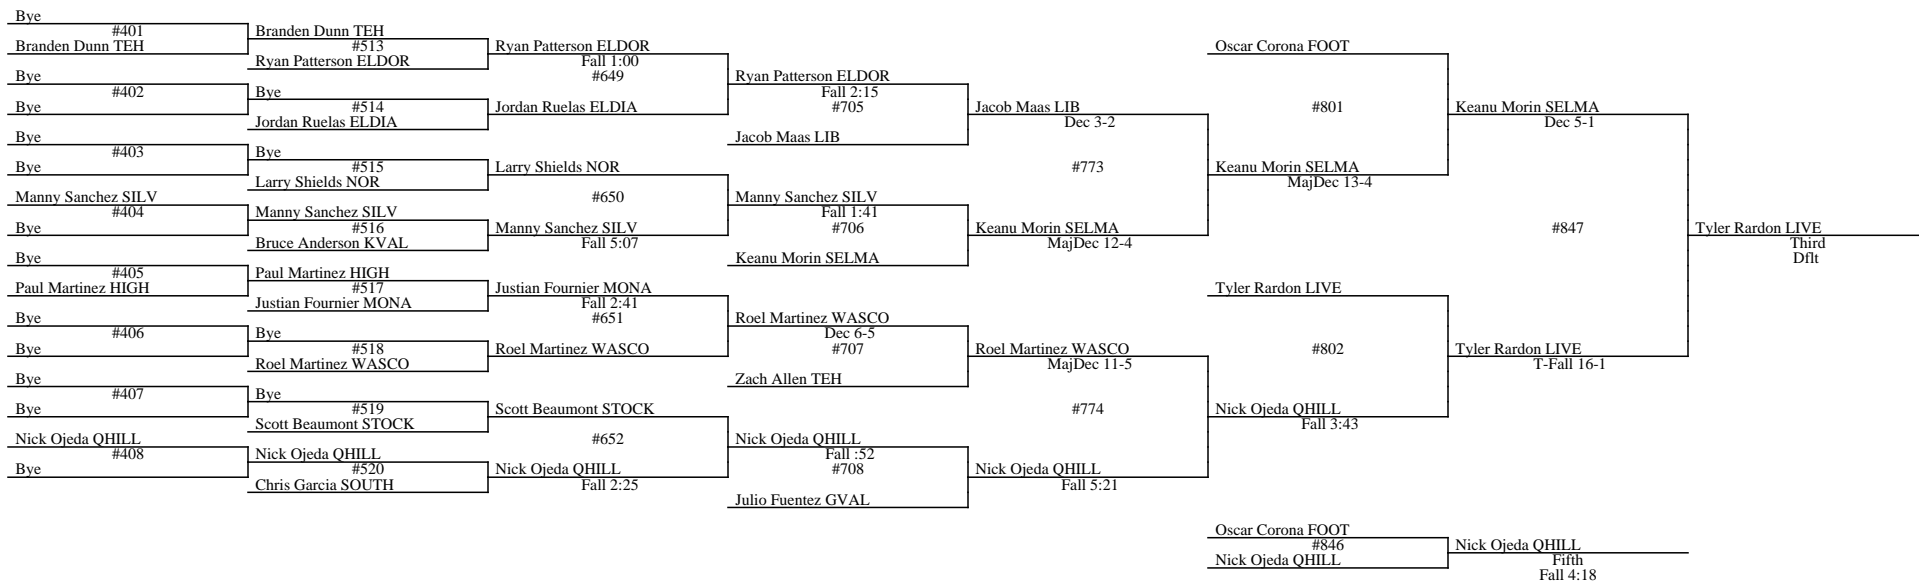 Bye
#401
Branden Dunn TEH
Bye
#402
Bye
Bye
#403
Bye
Manny Sanchez SILV
#404
Bye
Bye
#405
Paul Martinez HIGH
Bye
#406
Bye
Bye
#407
Bye
Nick Ojeda QHILL
#408
Bye
Branden Dunn TEH
#513
Ryan Patterson ELDOR
Bye
#514
Jordan Ruelas ELDIA
Bye
#515
Larry Shields NOR
Manny Sanchez SILV
#516
Bruce Anderson KVAL
Paul Martinez HIGH
#517
Justian Fournier MONA
Bye
#518
Roel Martinez WASCO
Bye
#519
Scott Beaumont STOCK
Nick Ojeda QHILL
#520
Chris Garcia SOUTH
Ryan Patterson ELDOR
Fall 1:00
#649
Jordan Ruelas ELDIA
Larry Shields NOR
#650
Manny Sanchez SILV
Fall 5:07
Justian Fournier MONA
Fall 2:41
#651
Roel Martinez WASCO
Scott Beaumont STOCK
#652
Nick Ojeda QHILL
Fall 2:25
Ryan Patterson ELDOR
Fall 2:15
#705
Jacob Maas LIB
Manny Sanchez SILV
Fall 1:41
#706
Keanu Morin SELMA
Roel Martinez WASCO
Dec 6-5
#707
Zach Allen TEH
Nick Ojeda QHILL
Fall :52
#708
Julio Fuentez GVAL
Jacob Maas LIB
Dec 3-2
#773
Keanu Morin SELMA
MajDec 12-4
Roel Martinez WASCO
MajDec 11-5
#774
Nick Ojeda QHILL
Fall 5:21
Oscar Corona FOOT
#801
Keanu Morin SELMA
MajDec 13-4
Tyler Rardon LIVE
#802
Nick Ojeda QHILL
Fall 3:43
Keanu Morin SELMA
Dec 5-1
#847
Tyler Rardon LIVE
T-Fall 16-1
Tyler Rardon LIVE
Third
Dflt
Oscar Corona FOOT
#846
Nick Ojeda QHILL
Nick Ojeda QHILL
Fifth
Fall 4:18